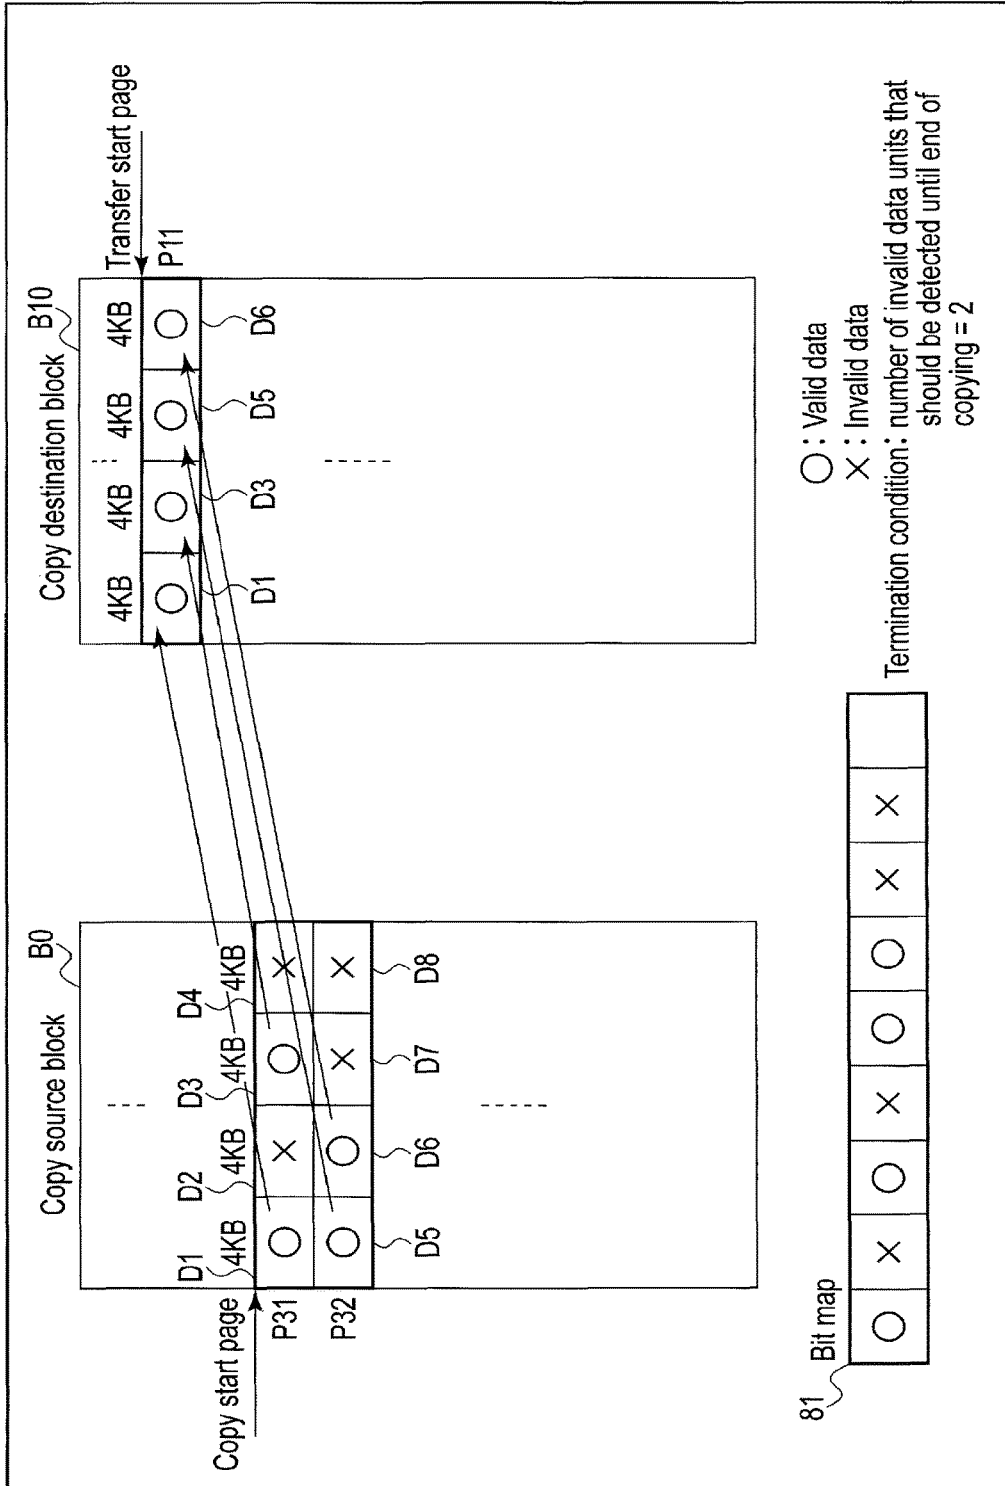 Copy source block
B0
Copy destination block
B10
D1
D2
D3
D4
4KB
4KB
4KB
4KB
4KB
4KB
4KB
4KB
Copy start page
Transfer start page
P31
P32
P11
○
×
○
×
○
○
×
×
○
○
○
○
D5
D6
D7
D8
D1
D3
D5
D6
Bit map
81
○
×
○
×
○
○
×
×
○ : Valid data
× : Invalid data
Termination condition : number of invalid data units that
should be detected until end of
copying = 2